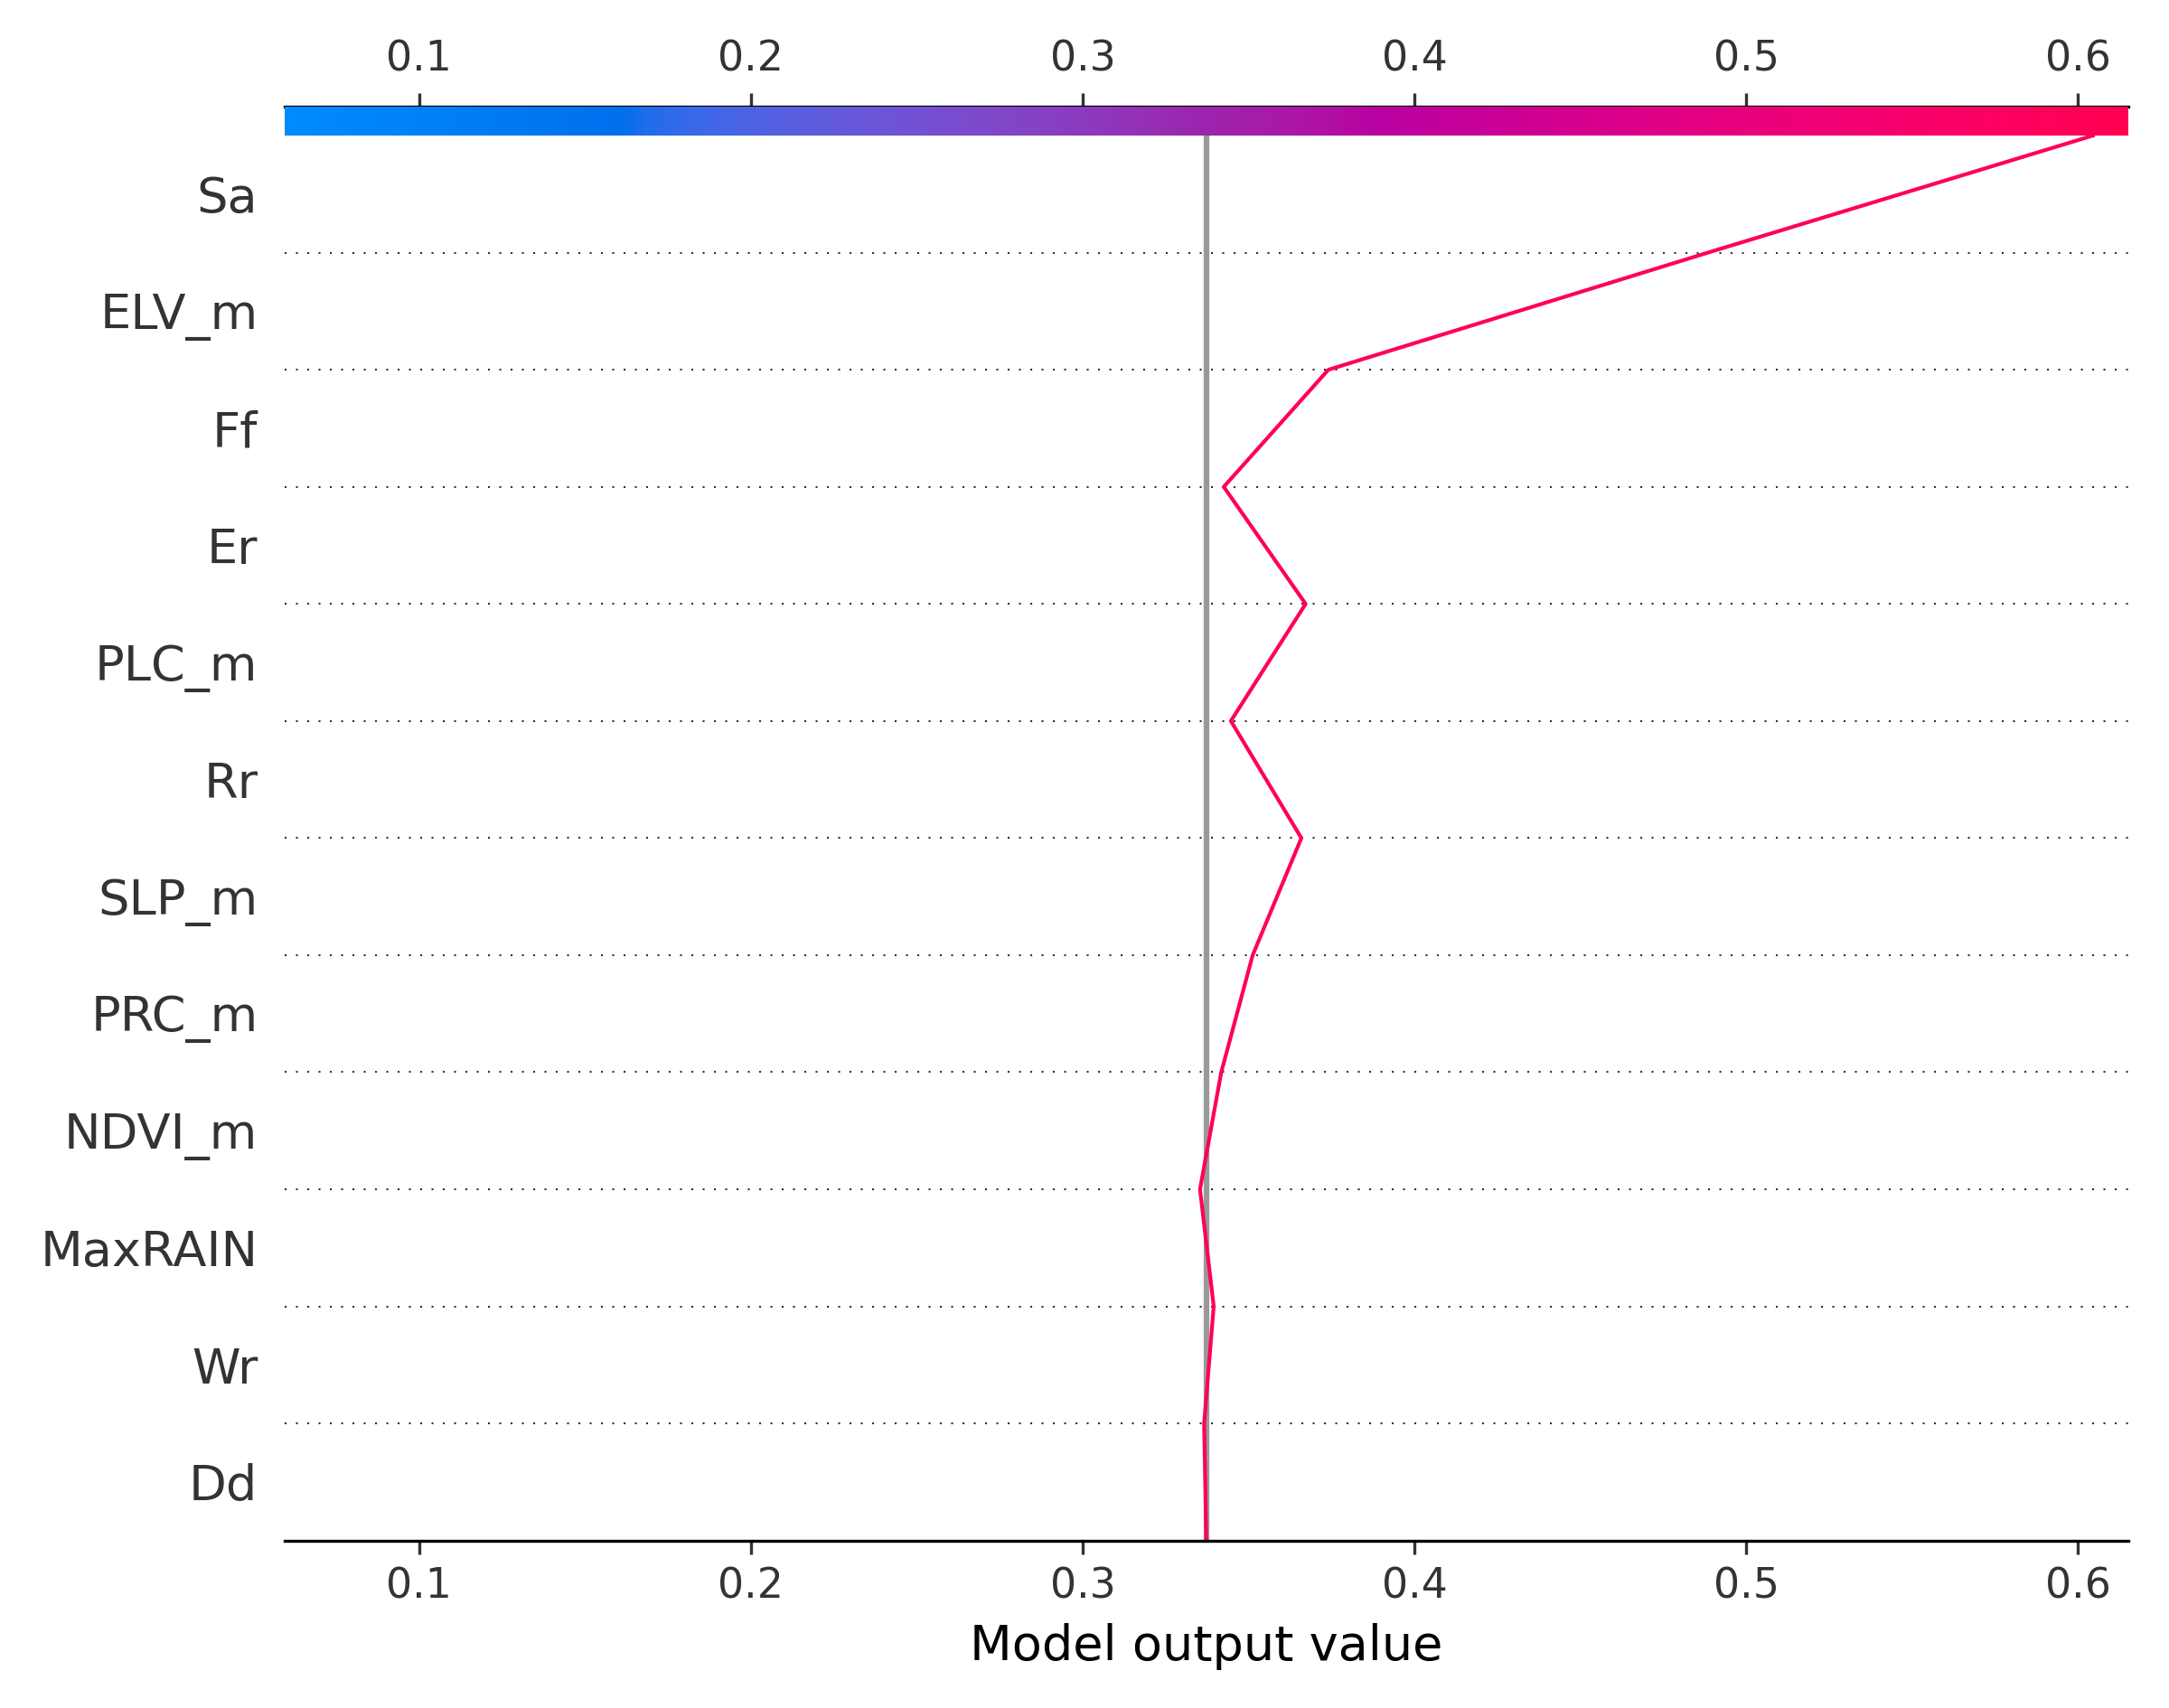 0.1 0.2 0.3 0.4 0.5 0.6
Sa
ELV_m
Ff
Er
PLC_m
Rr
SLP_m
PRC_m
NDVI_m
MaxRAIN
Wr
Dd
0.1 0.2 0.3 0.4 0.5 0.6
Model output value